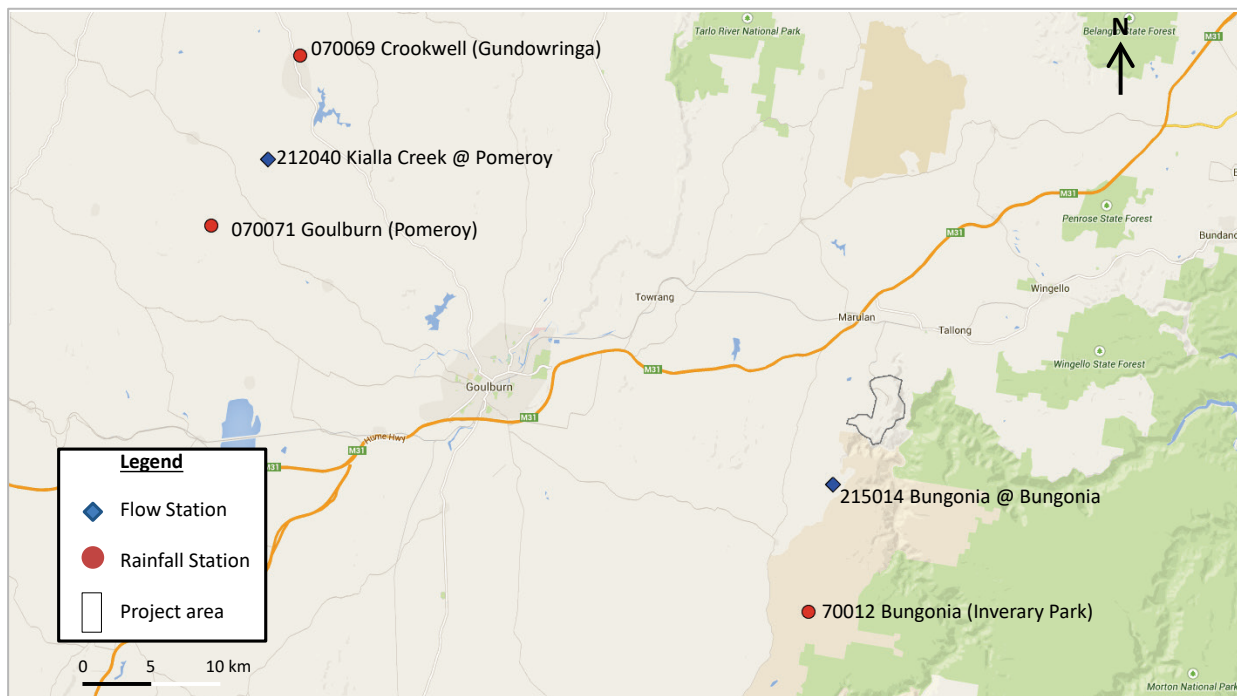 Tarlo River National Park
Belanglo State Forest
N
M31
070069 Crookwell (Gundowringa)
212040 Kialla Creek @ Pomeroy
M31
Penrose State Forest
070071 Goulburn (Pomeroy)
M31
Bundano
Towrang
Wingello
Marulan
Tallong
Wingello State Forest
M31
Goulburn
M31
Hume Hwy
M31
M31
Legend
Flow Station
Rainfall Station
Project area
0 5 10 km
215014 Bungonia @ Bungonia
70012 Bungonia (Inverary Park)
Morton National Park